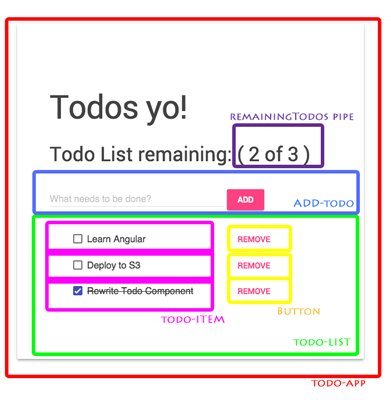 Todos yo!
REMAININGTODOS PIPE
Todo List remaining: ( 2 of 3 )
What needs to be done?
ADD
ADD-TODO
Learn Angular
REMOVE
Deploy to S3
REMOVE
Rewrite Todo Component
REMOVE
TODO-ITEM
BUTTON
TODO-LIST
TODO-APP